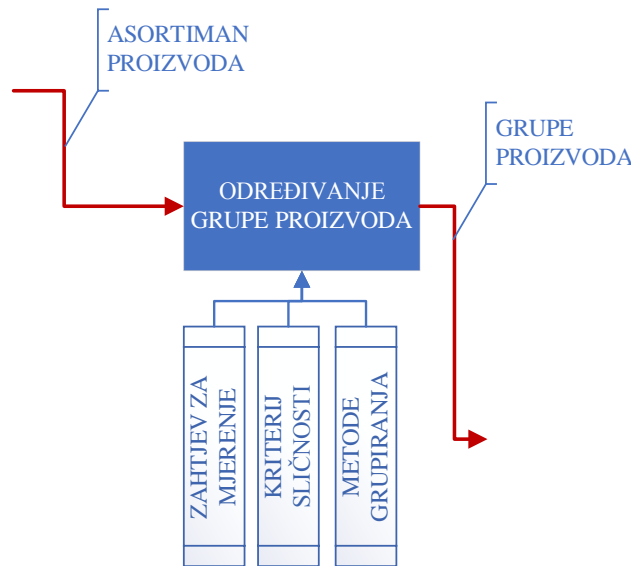 ASORTIMAN
PROIZVODA
GRUPE
PROIZVODA
ODREĐIVANJE
GRUPE PROIZVODA
ZAHTJEV ZA
MJERENJE
KRITERIJ
SLIČNOSTI
METODE
GRUPIRANJA